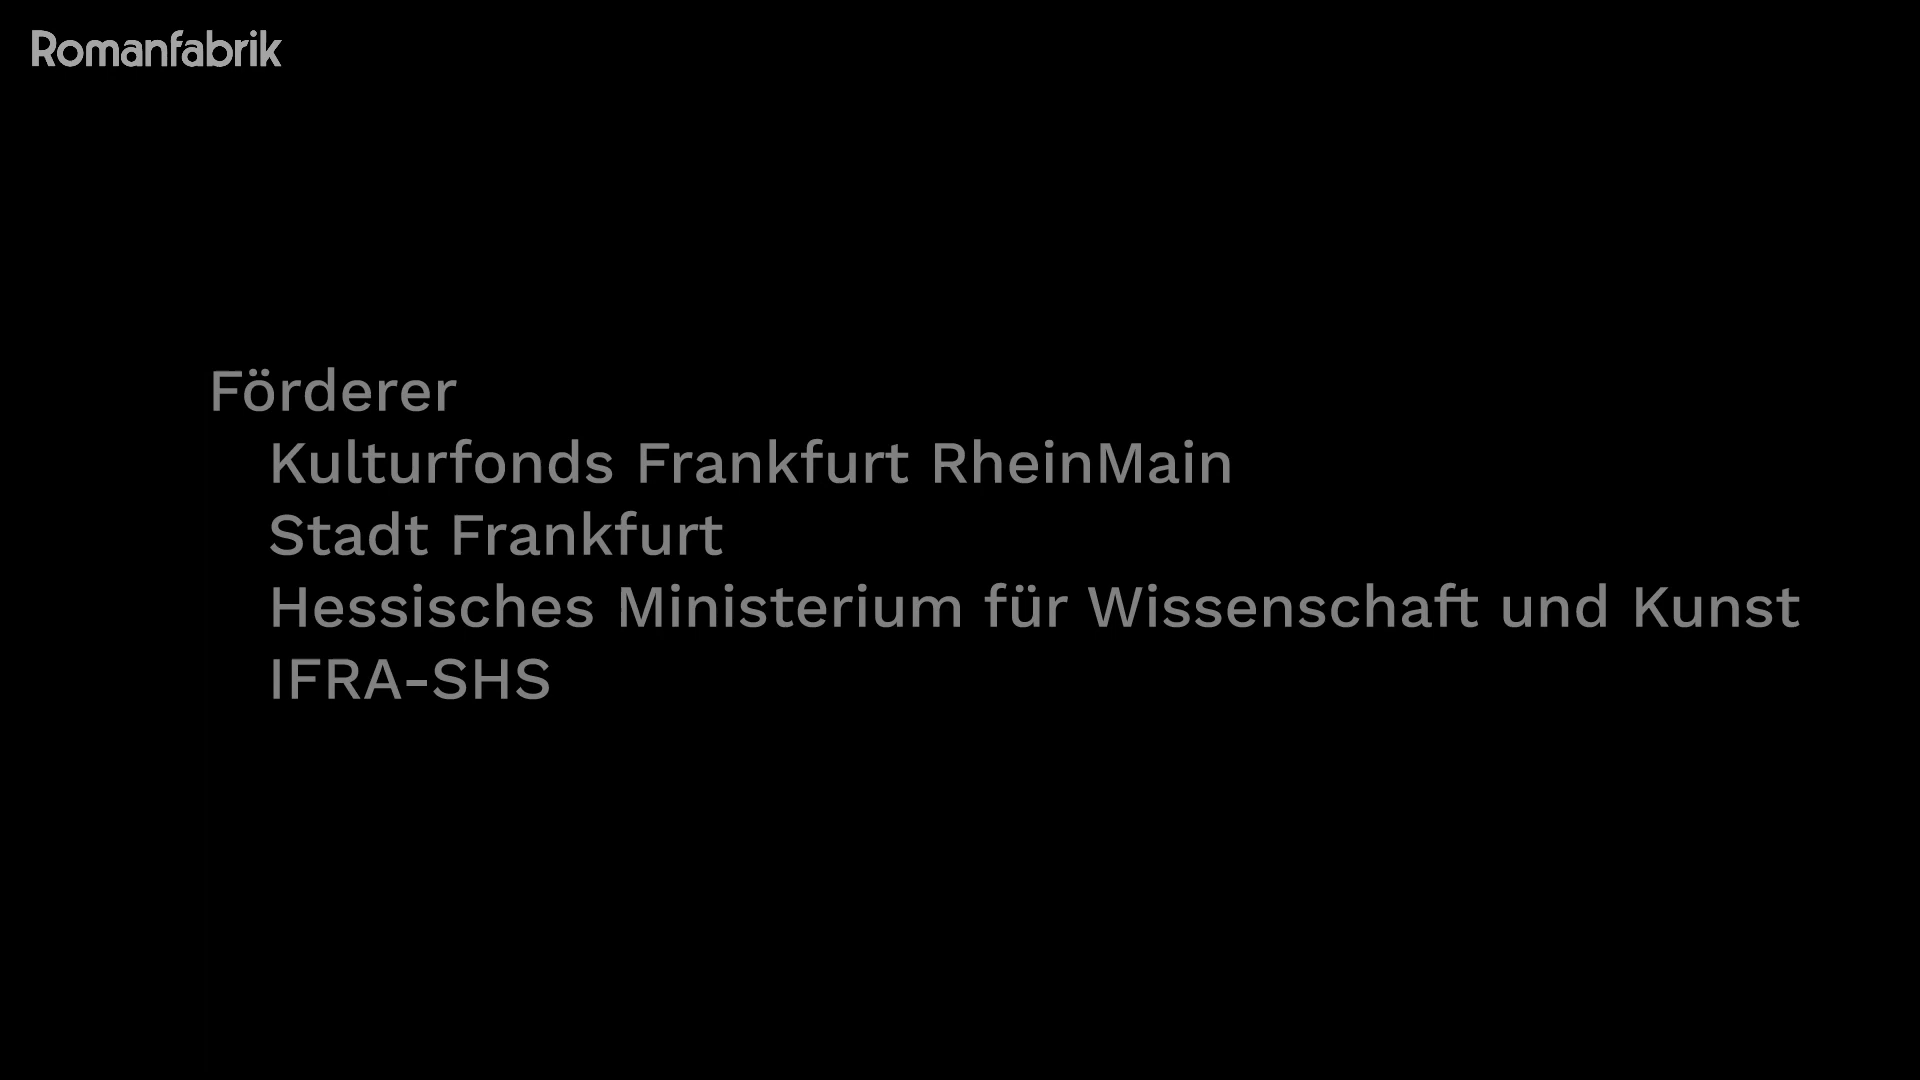 Romanfabrik
Förderer
Kulturfonds Frankfurt RheinMain
Stadt Frankfurt
Hessisches Ministerium für Wissenschaft und Kunst
IFRA-SHS